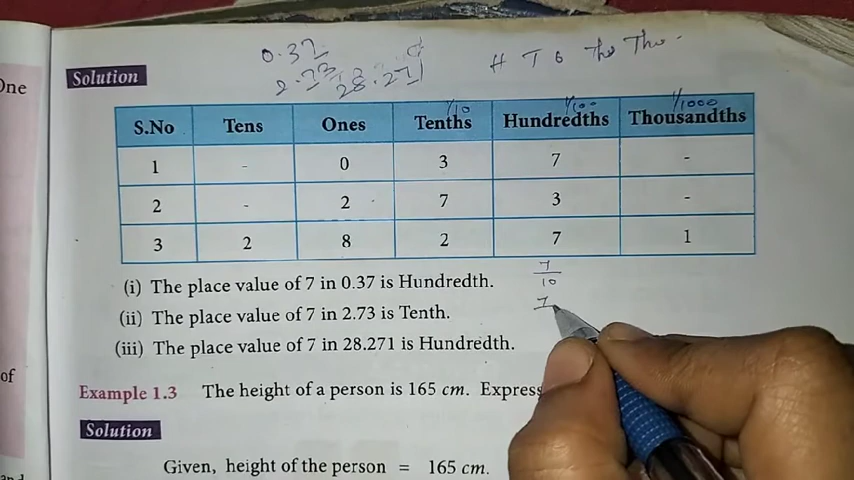 One
of
and
0.37
2.73
28.271
H T O
Tho.
Solution
1/10 1/100 1/1000
S.No Tens Ones Tenths Hundredths Thousandths
1 - 0 3 7 -
2 - 2 7 3 -
3 2 8 2 7 1
(i) The place value of 7 in 0.37 is Hundredth.
7
10
(ii) The place value of 7 in 2.73 is Tenth.
7
(iii) The place value of 7 in 28.271 is Hundredth.
Example 1.3 The height of a person is 165 cm. Express
Solution
Given, height of the person = 165 cm.